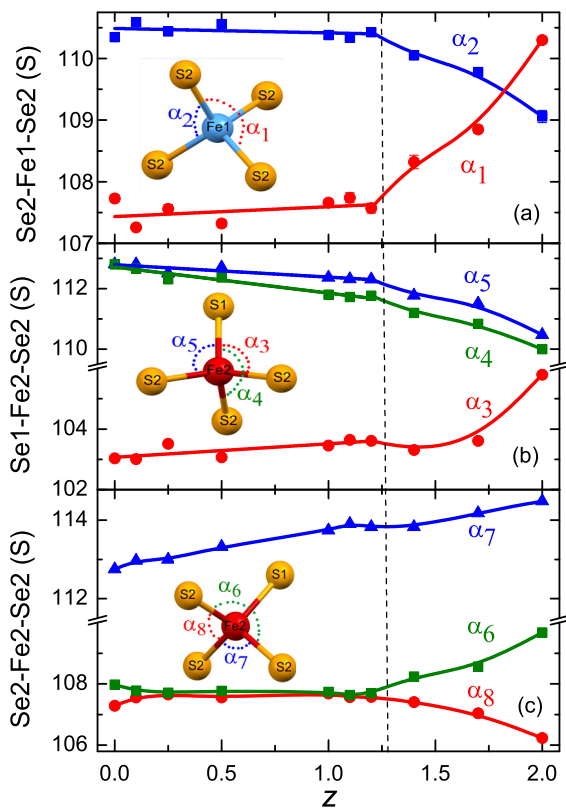 Se2-Fe1-Se2 (S)
110
109
108
107
α₂
α₁
S2
S2
Fe1
α₂
α₁
S2
S2
(a)
Se1-Fe2-Se2 (S)
112
110
104
102
α₅
α₄
α₃
S1
α₅
α₃
Fe2
S2
S2
α₄
S2
(b)
Se2-Fe2-Se2 (S)
114
112
108
106
α₇
α₆
α₈
S1
α₆
S2
α₈
Fe2
α₇
S2
S2
(c)
0.0 0.5 1.0 1.5 2.0
z